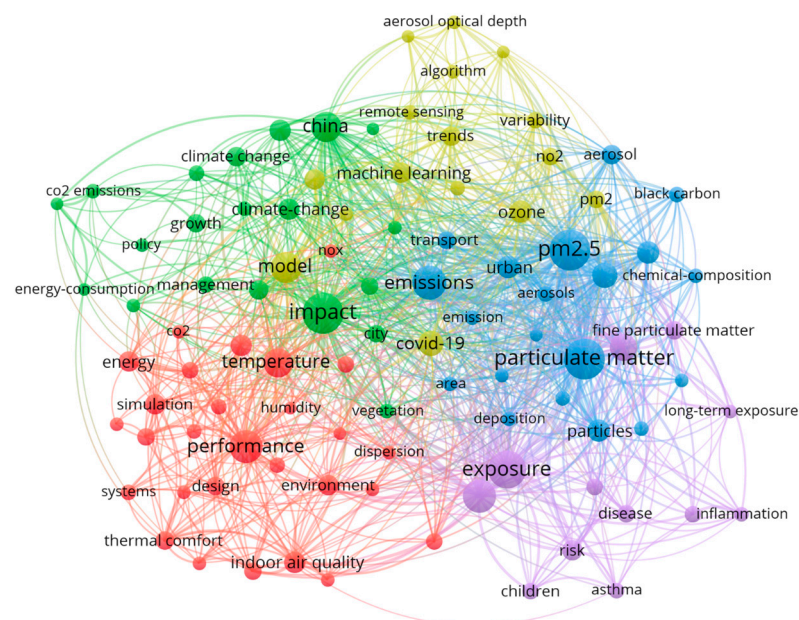 aerosol optical depth
algorithm
remote sensing
china
trends
variability
climate change
machine learning
no2
aerosol
co2 emissions
black carbon
growth
climate-change
ozone
pm2
policy
nox
transport
pm2.5
model
urban
chemical-composition
energy-consumption
management
emissions
aerosols
impact
emission
co2
city
covid-19
fine particulate matter
energy
temperature
particulate matter
area
simulation
humidity
vegetation
deposition
long-term exposure
performance
dispersion
particles
exposure
systems
design
environment
disease
inflammation
thermal comfort
risk
indoor air quality
children
asthma